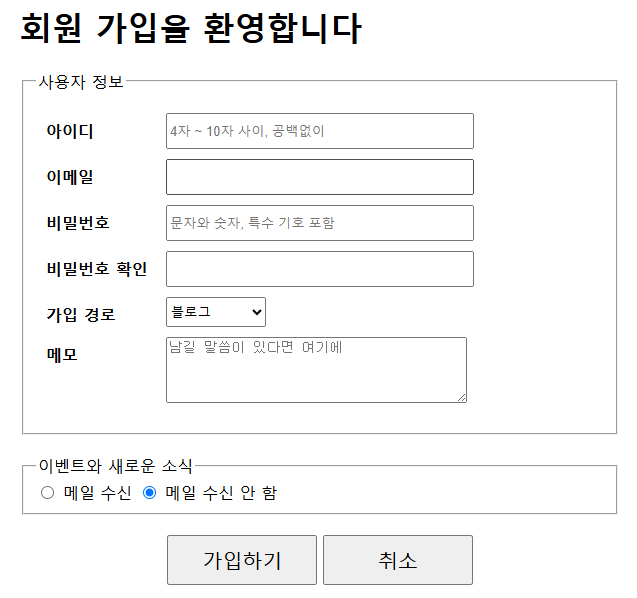 회원 가입을 환영합니다
사용자 정보
아이디 4자 ~ 10자 사이, 공백없이
이메일
비밀번호 문자와 숫자, 특수 기호 포함
비밀번호 확인
가입 경로 블로그
메모 남길 말씀이 있다면 여기에
이벤트와 새로운 소식
메일 수신 메일 수신 안 함
가입하기 취소